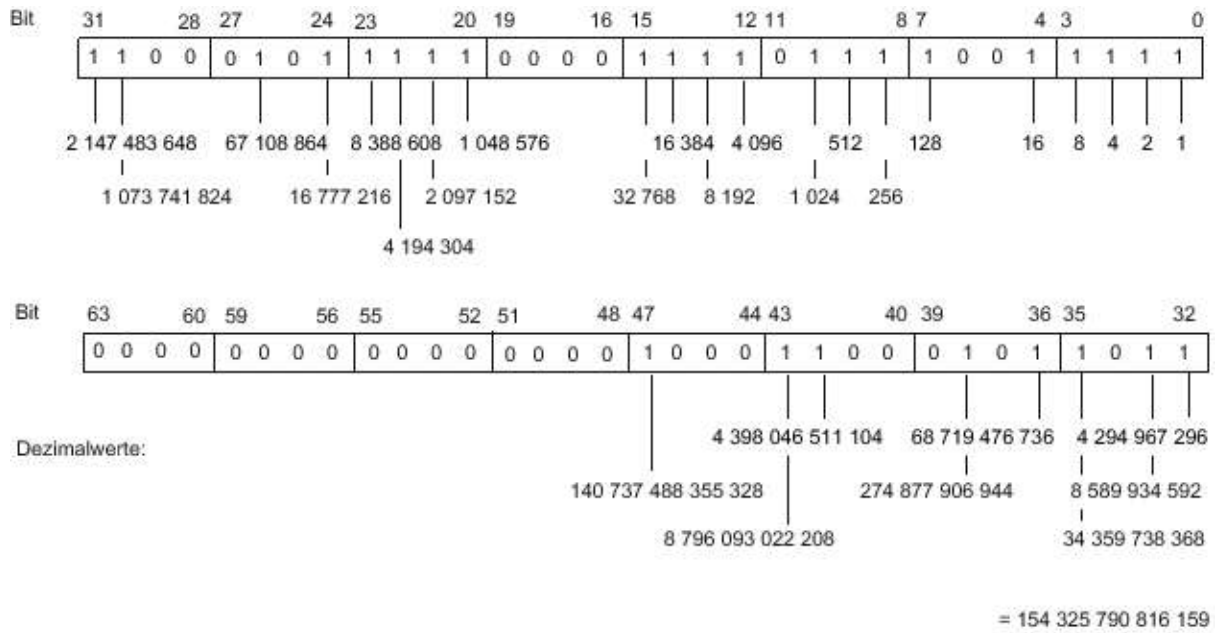 Bit 31 28 27 24 23 20 19 16 15 12 11 8 7 4 3 0
1 1 0 0 0 1 0 1 1 1 1 1 0 0 0 0 1 1 1 1 0 1 1 1 1 0 0 1 1 1 1 1
2 147 483 648 67 108 864 8 388 608 1 048 576 16 384 4 096 512 128 16 8 4 2 1
1 073 741 824 16 777 216 2 097 152 32 768 8 192 1 024 256
4 194 304
Bit 63 60 59 56 55 52 51 48 47 44 43 40 39 36 35 32
0 0 0 0 0 0 0 0 0 0 0 0 0 0 0 0 1 0 0 0 1 1 0 0 0 1 0 1 1 0 1 1
4 398 046 511 104 68 719 476 736 4 294 967 296
Dezimalwerte:
140 737 488 355 328 274 877 906 944 8 589 934 592
8 796 093 022 208 34 359 738 368
= 154 325 790 816 159